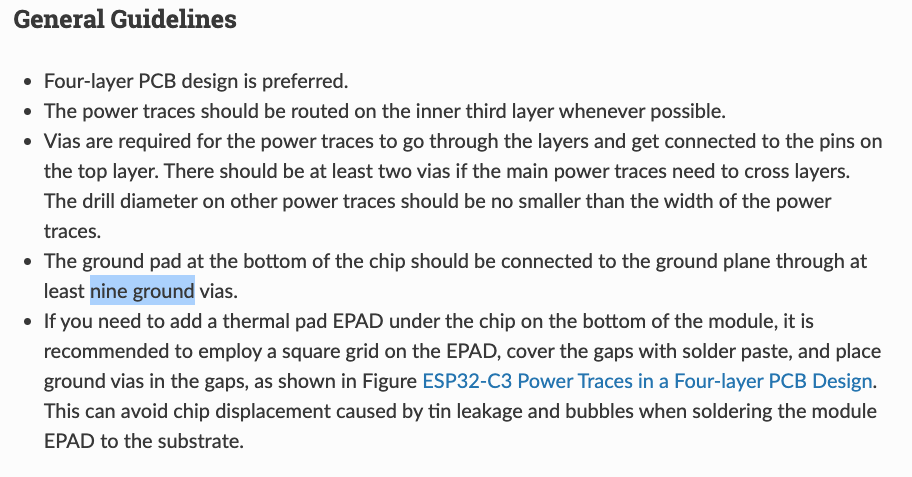 General Guidelines
• Four-layer PCB design is preferred.
• The power traces should be routed on the inner third layer whenever possible.
• Vias are required for the power traces to go through the layers and get connected to the pins on
the top layer. There should be at least two vias if the main power traces need to cross layers.
The drill diameter on other power traces should be no smaller than the width of the power
traces.
• The ground pad at the bottom of the chip should be connected to the ground plane through at
least nine ground vias.
• If you need to add a thermal pad EPAD under the chip on the bottom of the module, it is
recommended to employ a square grid on the EPAD, cover the gaps with solder paste, and place
ground vias in the gaps, as shown in Figure ESP32-C3 Power Traces in a Four-layer PCB Design.
This can avoid chip displacement caused by tin leakage and bubbles when soldering the module
EPAD to the substrate.